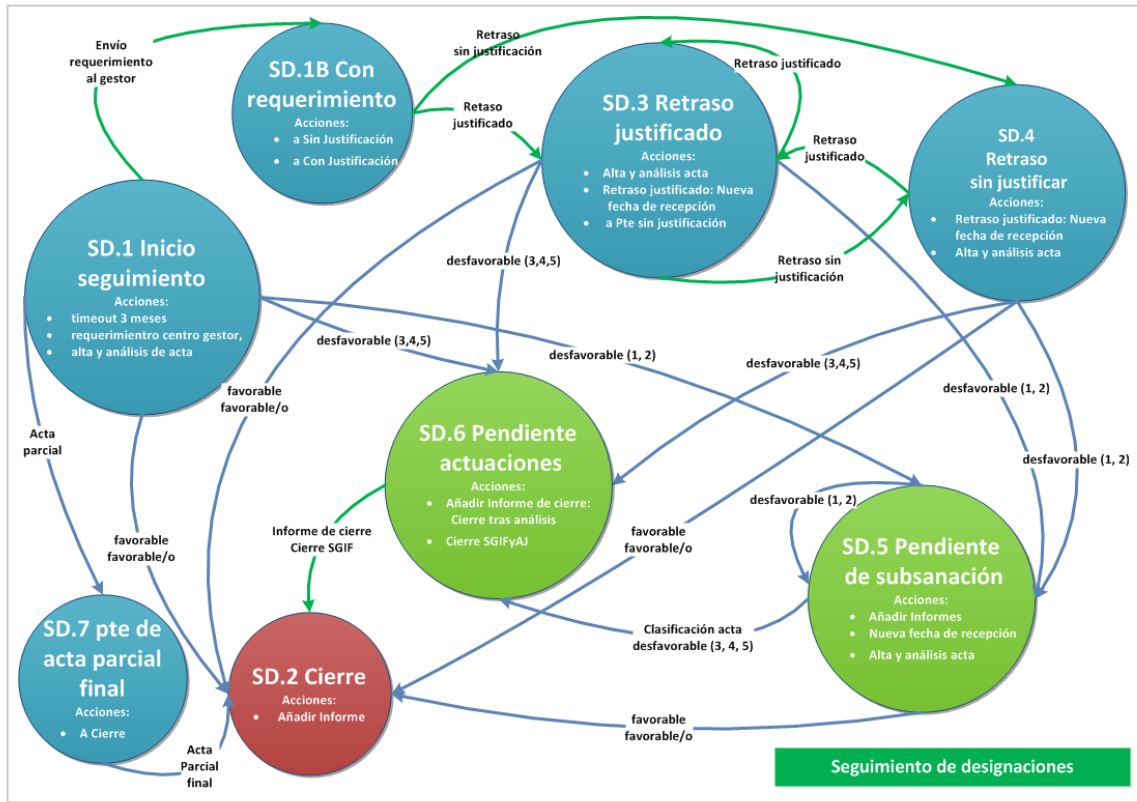 Envío
requerimiento
al gestor
SD.1B Con
requerimiento
Acciones:
• a Sin Justificación
• a Con Justificación
Retraso
sin justificación
Retaso
justificado
SD.3 Retraso
justificado
Acciones:
• Alta y análisis acta
• Retraso justificado: Nueva
fecha de recepción
• a Pte sin justificación
Retraso justificado
Retraso
justificado
Retraso sin
justificación
SD.4
Retraso
sin justificar
Acciones:
• Retraso justificado: Nueva
fecha de recepción
• Alta y análisis acta
SD.1 Inicio
seguimiento
Acciones:
• timeout 3 meses
• requerimientro centro gestor,
• alta y análisis de acta
desfavorable (3,4,5)
desfavorable (3,4,5)
desfavorable (1, 2)
desfavorable (3,4,5)
desfavorable (1, 2)
desfavorable (1, 2)
favorable
favorable/o
Acta
parcial
SD.6 Pendiente
actuaciones
Acciones:
• Añadir Informe de cierre:
Cierre tras análisis
• Cierre SGIFyAJ
desfavorable (1, 2)
favorable
favorable/o
favorable
favorable/o
Informe de cierre
Cierre SGIF
SD.5 Pendiente
de subsanación
Acciones:
• Añadir Informes
• Nueva fecha de recepción
• Alta y análisis acta
Clasificación acta
desfavorable (3, 4, 5)
SD.7 pte de
acta parcial
final
Acciones:
• A Cierre
SD.2 Cierre
Acciones:
• Añadir Informe
favorable
favorable/o
Acta
Parcial
final
Seguimiento de designaciones